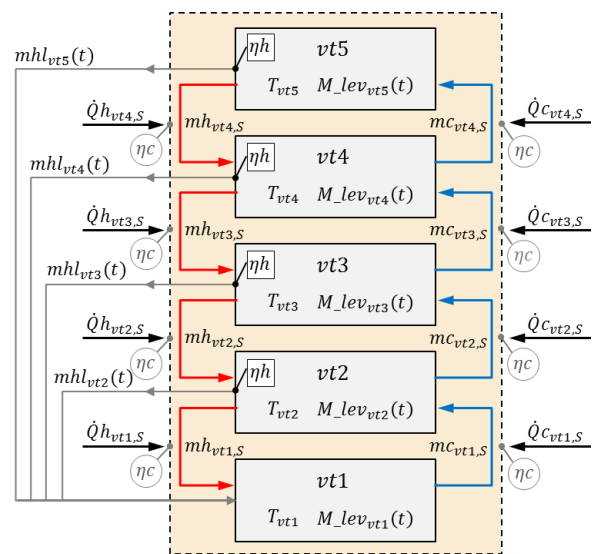 mhl_vt5(t)
ηh
vt5
T_vt5 M_lev_vt5(t)
Q̇h_vt4,S
ηc
mh_vt4,S
mc_vt4,S
Q̇c_vt4,S
ηc
mhl_vt4(t)
ηh
vt4
T_vt4 M_lev_vt4(t)
Q̇h_vt3,S
ηc
mh_vt3,S
mc_vt3,S
Q̇c_vt3,S
ηc
mhl_vt3(t)
ηh
vt3
T_vt3 M_lev_vt3(t)
Q̇h_vt2,S
ηc
mh_vt2,S
mc_vt2,S
Q̇c_vt2,S
ηc
mhl_vt2(t)
ηh
vt2
T_vt2 M_lev_vt2(t)
Q̇h_vt1,S
ηc
mh_vt1,S
mc_vt1,S
Q̇c_vt1,S
ηc
vt1
T_vt1 M_lev_vt1(t)